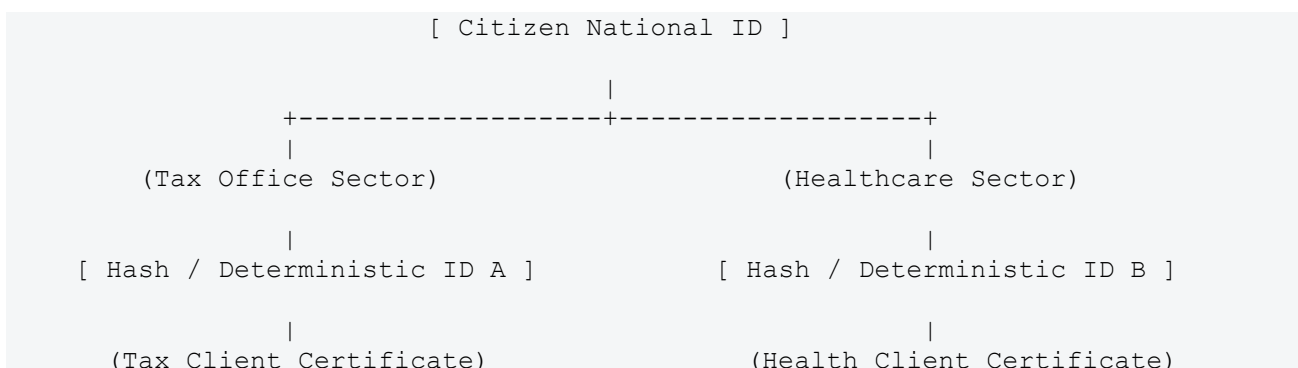 [ Citizen National ID ]
|
+-------------------+-------------------+
| |
(Tax Office Sector) (Healthcare Sector)
| |
[ Hash / Deterministic ID A ] [ Hash / Deterministic ID B ]
| |
(Tax Client Certificate) (Health Client Certificate)